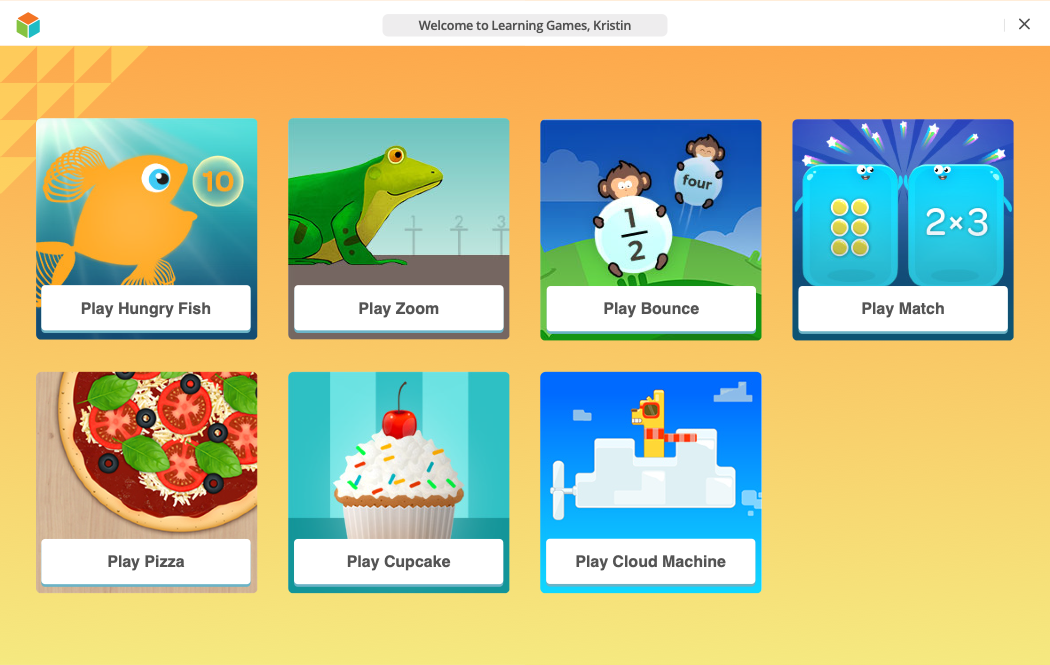 Welcome to Learning Games, Kristin
10
1 2 3
four
1
2
2×3
Play Hungry Fish
Play Zoom
Play Bounce
Play Match
Play Pizza
Play Cupcake
Play Cloud Machine